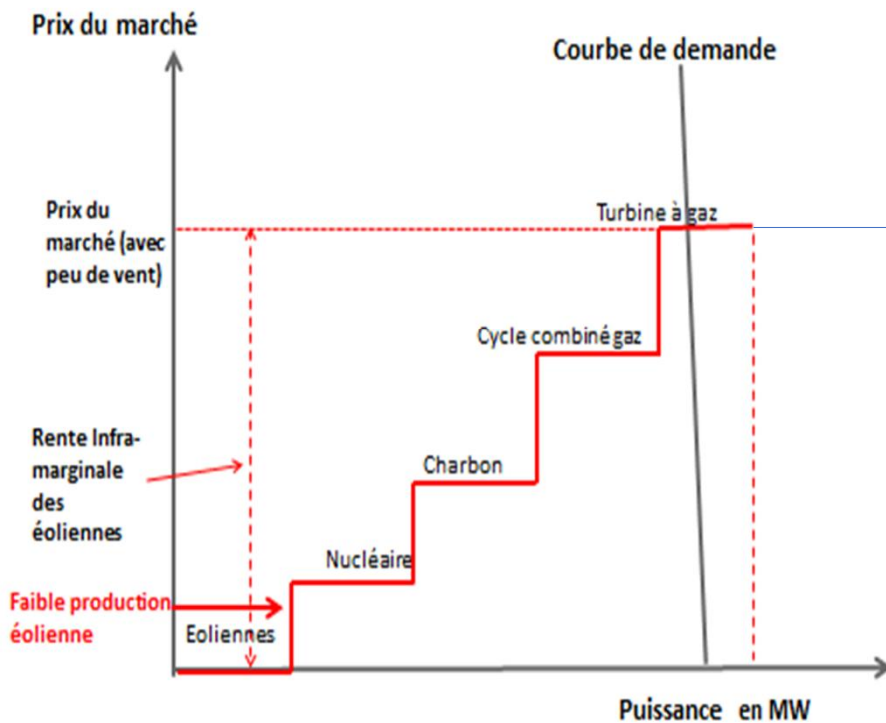 Prix du marché
Courbe de demande
Prix du
marché (avec
peu de vent)
Turbine à gaz
Cycle combiné gaz
Rente Infra-
marginale
des
éoliennes
Charbon
Nucléaire
Faible production
éolienne
Eoliennes
Puissance en MW